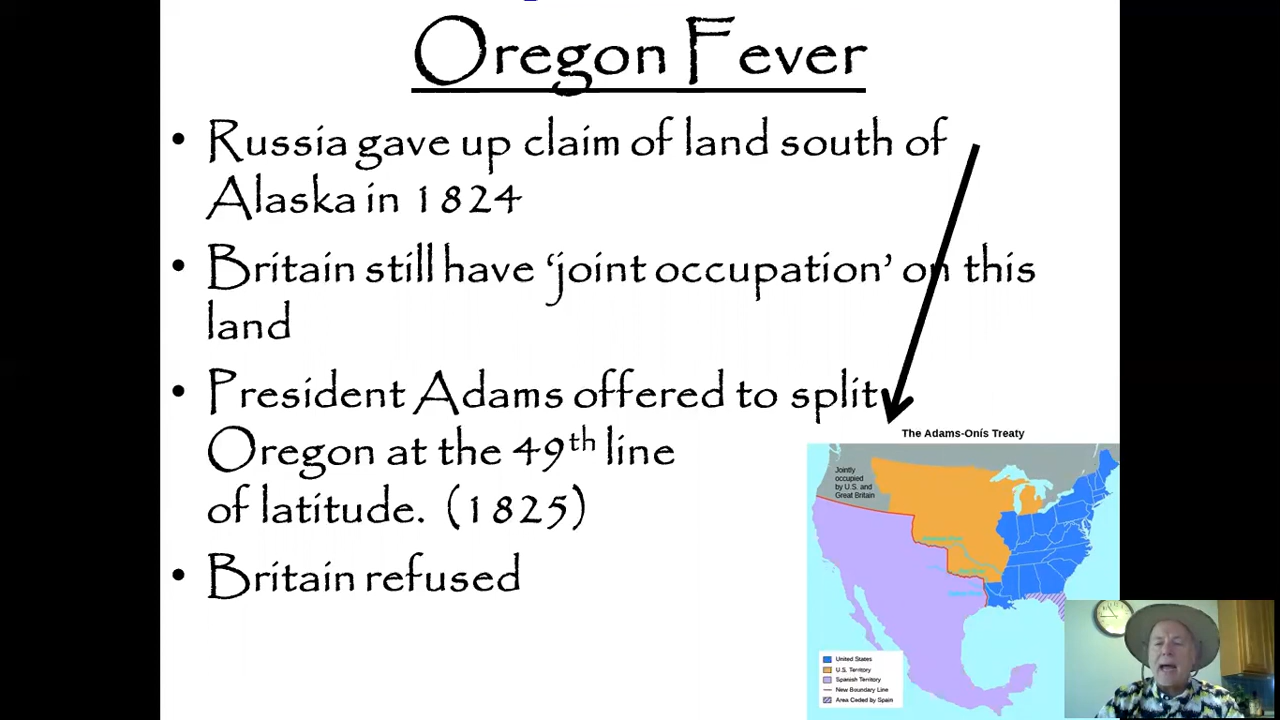 Oregon Fever
• Russia gave up claim of land south of
Alaska in 1824
• Britain still have ‘joint occupation’ on this
land
• President Adams offered to split
Oregon at the 49th line
of latitude. (1825)
• Britain refused
The Adams-Onís Treaty
Jointly
occupied
by U.S. and
Great Britain
United States
U.S. Territory
Spanish Territory
New Boundary Line
Area Ceded by Spain